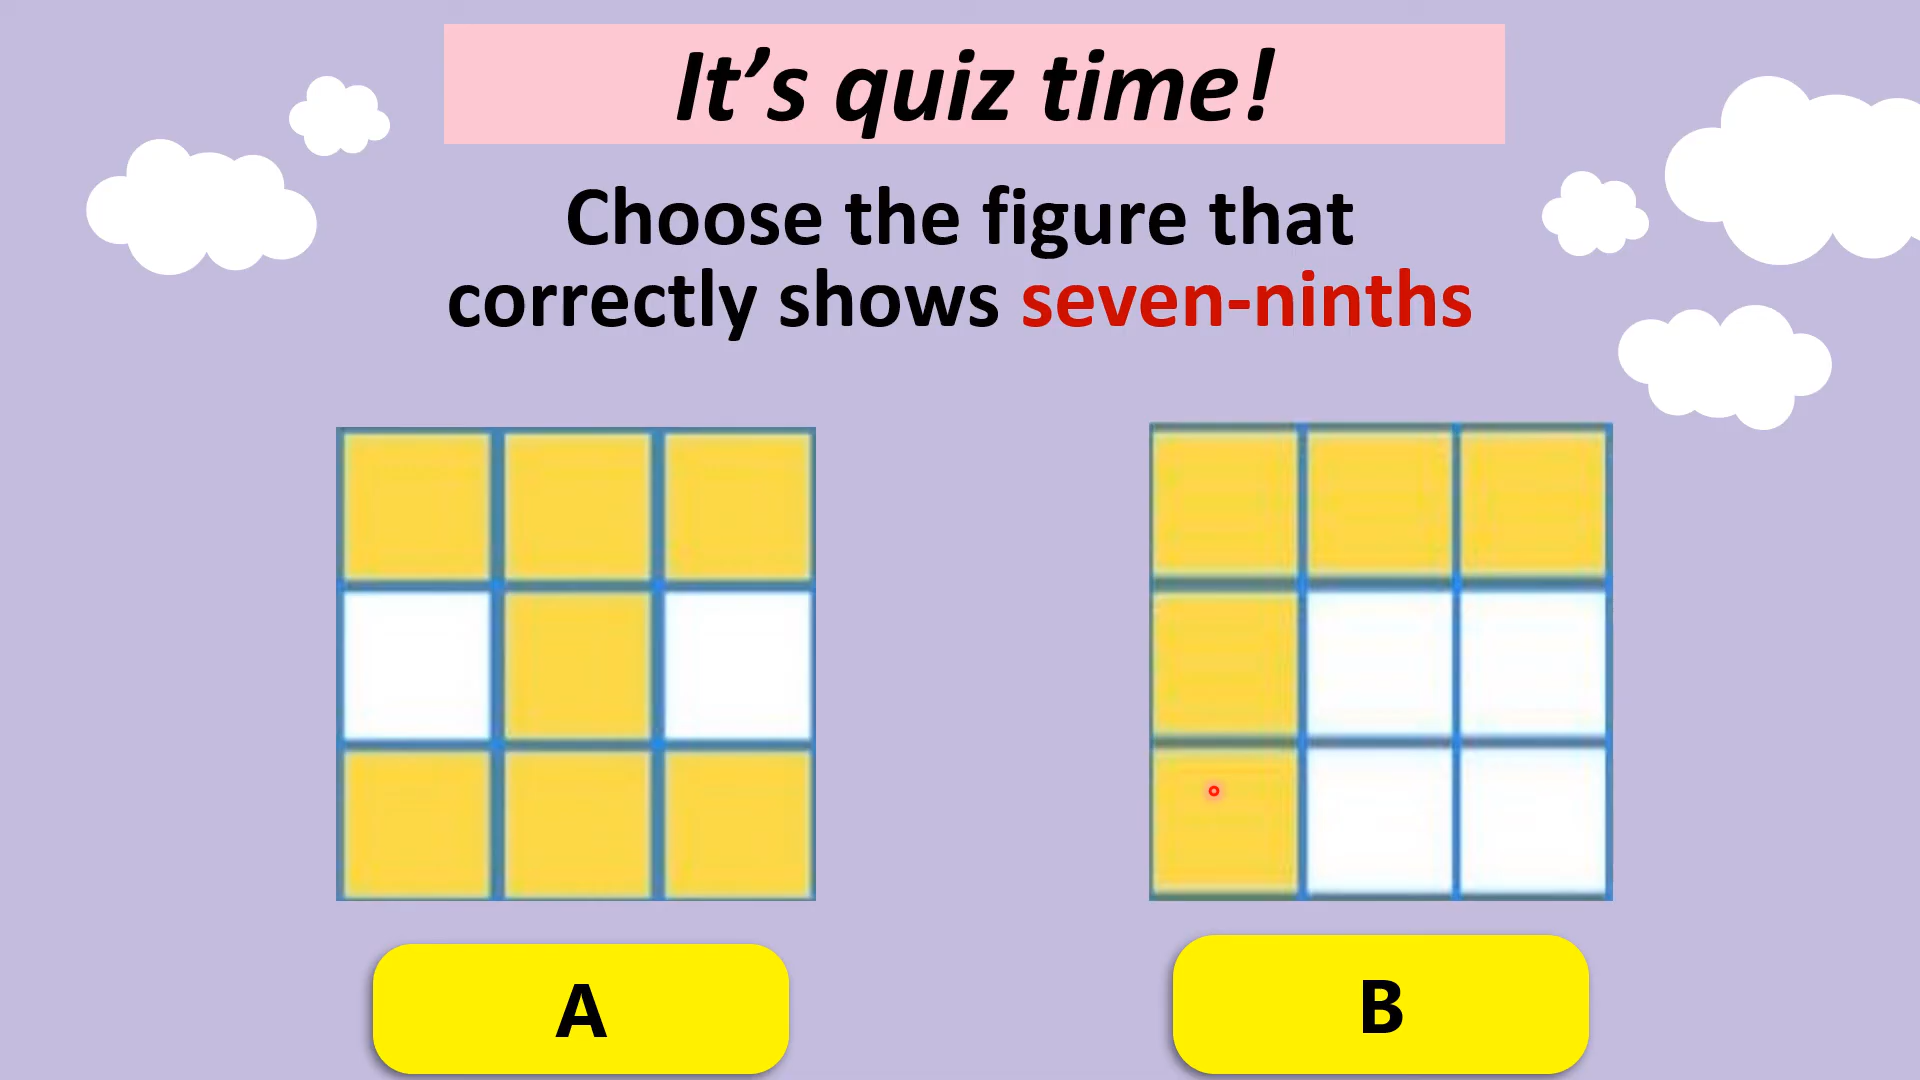 It’s quiz time!
Choose the figure that
correctly shows seven-ninths
A
B